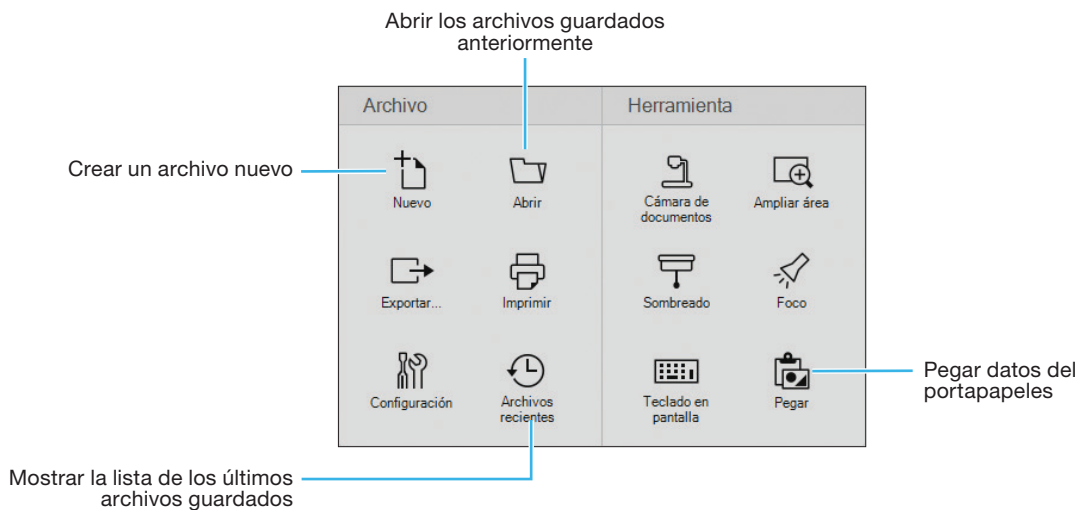 Abrir los archivos guardados
anteriormente
Archivo
Herramienta
Crear un archivo nuevo
Nuevo
Abrir
Cámara de
documentos
Ampliar área
Exportar...
Imprimir
Sombreado
Foco
Configuración
Archivos
recientes
Teclado en
pantalla
Pegar
Pegar datos del
portapapeles
Mostrar la lista de los últimos
archivos guardados